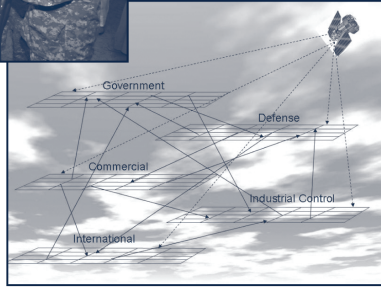 Government
Defense
Commercial
Industrial Control
International